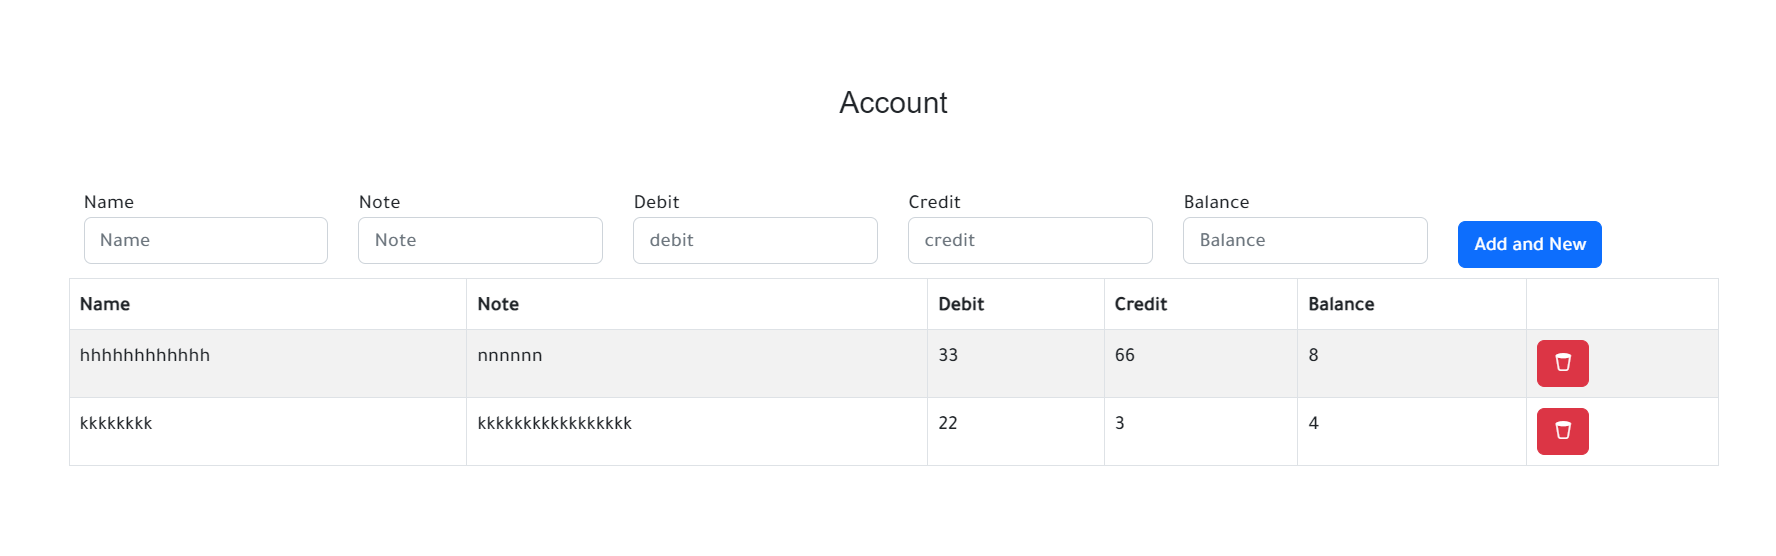 Account
Name Note Debit Credit Balance
Name Note debit credit Balance Add and New
Name Note Debit Credit Balance
hhhhhhhhhhhh nnnnnn 33 66 8
kkkkkkkk kkkkkkkkkkkkkkkkk 22 3 4